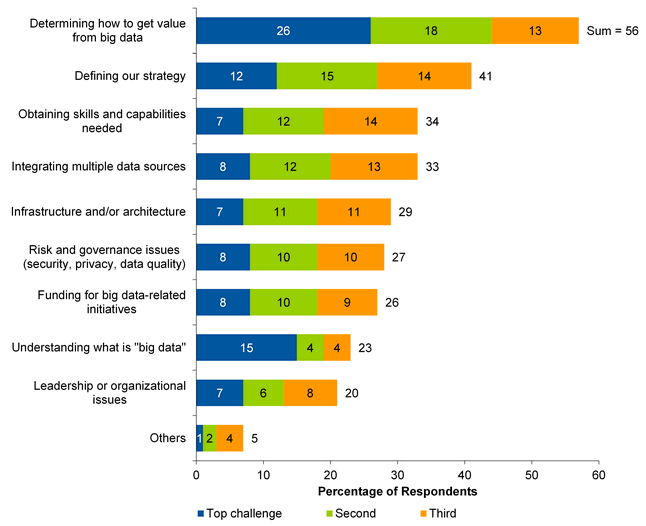 Determining how to get value
from big data
26 18 13 Sum = 56
Defining our strategy
12 15 14 41
Obtaining skills and capabilities
needed
7 12 14 34
Integrating multiple data sources
8 12 13 33
Infrastructure and/or architecture
7 11 11 29
Risk and governance issues
(security, privacy, data quality)
8 10 10 27
Funding for big data-related
initiatives
8 10 9 26
Understanding what is "big data"
15 4 4 23
Leadership or organizational
issues
7 6 8 20
Others
1 2 4 5
0 10 20 30 40 50 60
Percentage of Respondents
Top challenge Second Third